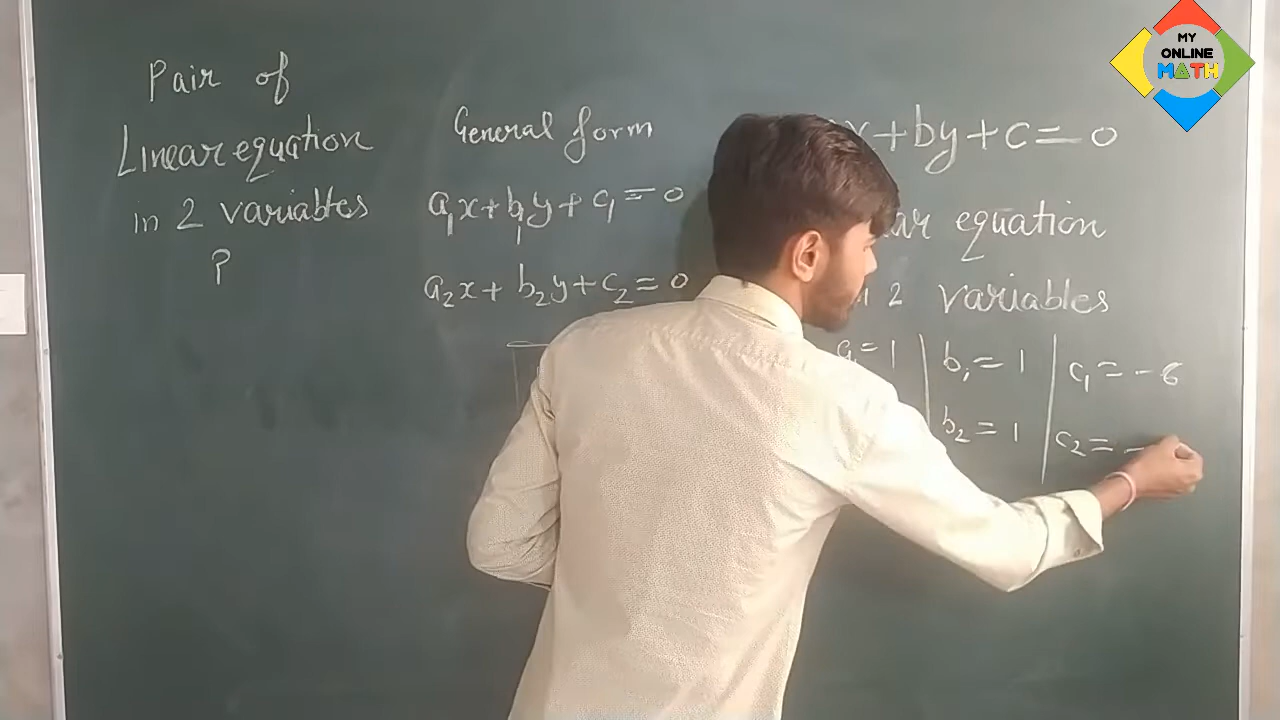 Pair of
Linear equation
in 2 variables
?
General form
a₁x+b₁y+c₁=0
a₂x+b₂y+c₂=0
x+by+c=0
ar equation
2 variables
a₁=1
b₁=1
c₁=-6
b₂=1
c₂=-
MY
ONLINE
MATH